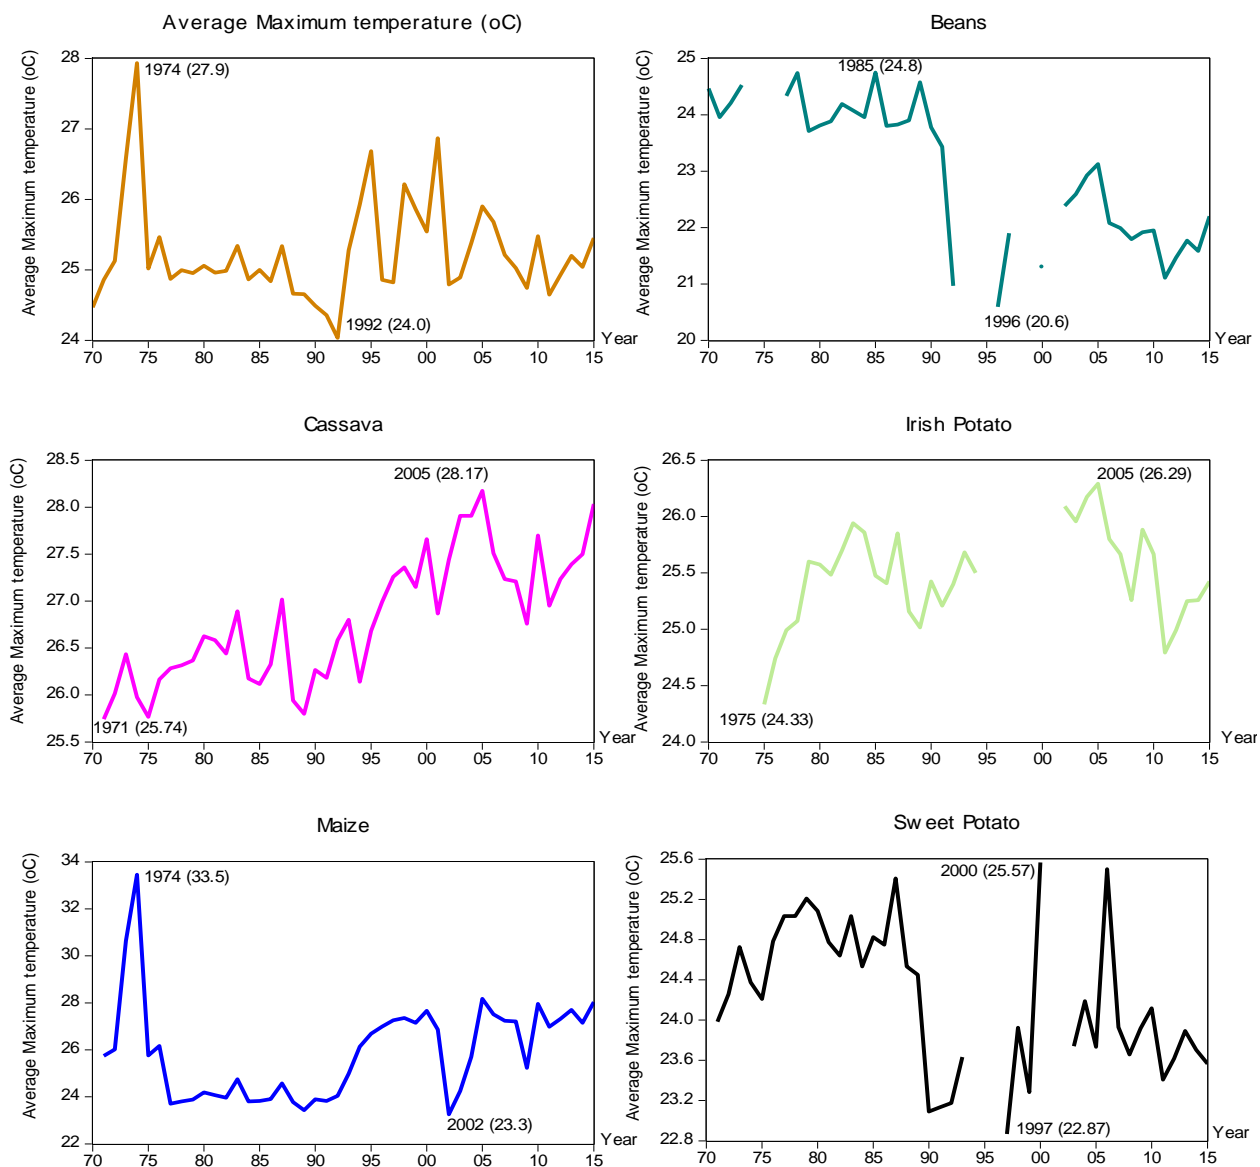 Average Maximum temperature (oC)
Average Maximum temperature (oC)
28
27
26
25
24
1974 (27.9)
1992 (24.0)
70 75 80 85 90 95 00 05 10 15
Year
Beans
Average Maximum temperature (oC)
25
24
23
22
21
20
1985 (24.8)
1996 (20.6)
70 75 80 85 90 95 00 05 10 15
Year
Cassava
Average Maximum temperature (oC)
28.5
28.0
27.5
27.0
26.5
26.0
25.5
2005 (28.17)
1971 (25.74)
70 75 80 85 90 95 00 05 10 15
Year
Irish Potato
Average Maximum temperature (oC)
26.5
26.0
25.5
25.0
24.5
24.0
2005 (26.29)
1975 (24.33)
70 75 80 85 90 95 00 05 10 15
Year
Maize
Average Maximum temperature (oC)
34
32
30
28
26
24
22
1974 (33.5)
2002 (23.3)
70 75 80 85 90 95 00 05 10 15
Year
Sweet Potato
Average Maximum temperature (oC)
25.6
25.2
24.8
24.4
24.0
23.6
23.2
22.8
2000 (25.57)
1997 (22.87)
70 75 80 85 90 95 00 05 10 15
Year